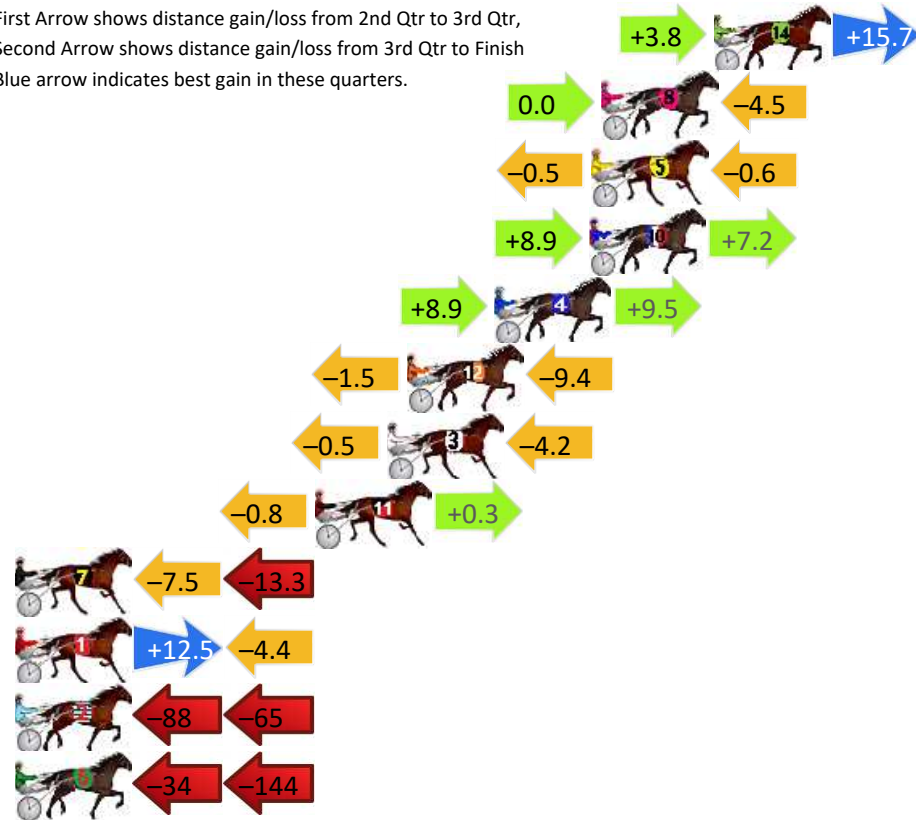 First Arrow shows distance gain/loss from 2nd Qtr to 3rd Qtr,
Second Arrow shows distance gain/loss from 3rd Qtr to Finish
Blue arrow indicates best gain in these quarters.
+3.8 14 +15.7
0.0 8 −4.5
−0.5 5 −0.6
+8.9 10 +7.2
+8.9 4 +9.5
−1.5 12 −9.4
−0.5 3 −4.2
−0.8 11 +0.3
7 −7.5 −13.3
1 +12.5 −4.4
2 −88 −65
6 −34 −144